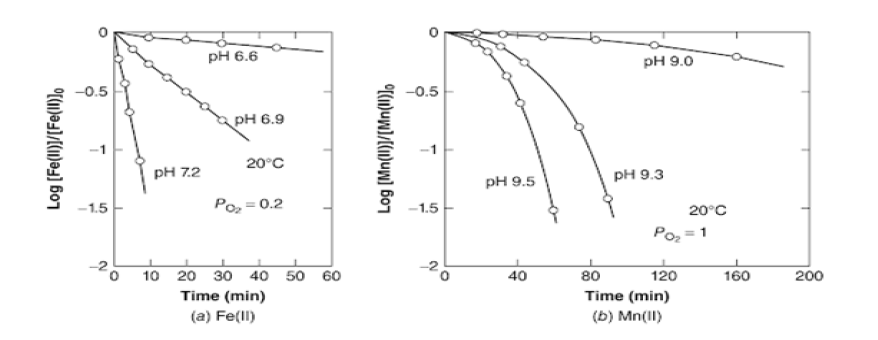 Log [Fe(II)]/[Fe(II)]₀
0
−0.5
−1
−1.5
−2
pH 6.6
pH 6.9
pH 7.2
20°C
P_O₂ = 0.2
0 10 20 30 40 50 60
Time (min)
(a) Fe(II)
Log [Mn(II)]/[Mn(II)]₀
0
−0.5
−1
−1.5
−2
pH 9.0
pH 9.5
pH 9.3
20°C
P_O₂ = 1
0 40 80 120 160 200
Time (min)
(b) Mn(II)